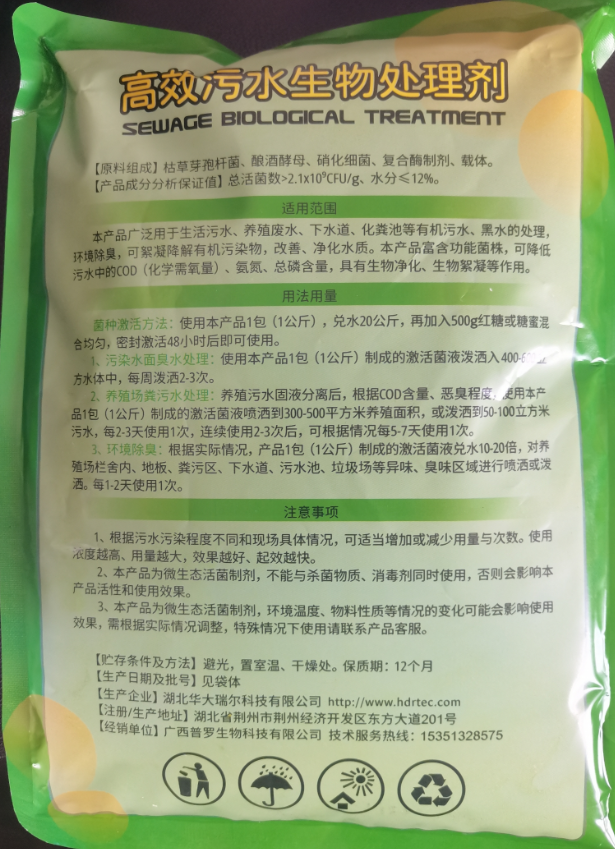 高效污水生物处理剂
SEWAGE BIOLOGICAL TREATMENT
【原料组成】枯草芽孢杆菌、酿酒酵母、硝化细菌、复合酶制剂、载体。
【产品成分分析保证值】总活菌数>2.1x10⁹CFU/g、水分≤12%。
适用范围
本产品广泛用于生活污水、养殖废水、下水道、化粪池等有机污水、黑水的处理，
环境除臭，可絮凝降解有机污染物，改善、净化水质。本产品富含功能菌株，可降低
污水中的COD（化学需氧量）、氨氮、总磷含量，具有生物净化、生物絮凝等作用。
用法用量
菌种激活方法：使用本产品1包（1公斤），兑水20公斤，再加入500g红糖或糖蜜混
合均匀，密封激活48小时后即可使用。
1、污染水面臭水处理：使用本产品1包（1公斤）制成的激活菌液泼洒入400-
方水体中，每周泼洒2-3次。
2、养殖场粪污水处理：养殖污水固液分离后，根据COD含量、恶臭程度，使用本产
品1包（1公斤）制成的激活菌液喷洒到300-500平方米养殖面积，或泼洒到50-100立方米
污水，每2-3天使用1次，连续使用2-3次后，可根据情况每5-7天使用1次。
3、环境除臭：根据实际情况，产品1包（1公斤）制成的激活菌液兑水10-20倍，对养
殖场栏舍内、地板、粪污区、下水道、污水池、垃圾场等异味、臭味区域进行喷洒或泼
洒。每1-2天使用1次。
注意事项
1、根据污水污染程度不同和现场具体情况，可适当增加或减少用量与次数。使用
浓度越高、用量越大，效果越好、起效越快。
2、本产品为微生态活菌制剂，不能与杀菌物质、消毒剂同时使用，否则会影响本
产品活性和使用效果。
3、本产品为微生态活菌制剂，环境温度、物料性质等情况的变化可能会影响使用
效果，需根据实际情况调整，特殊情况下使用请联系产品客服。
【贮存条件及方法】避光，置室温、干燥处。保质期：12个月
【生产日期及批号】见袋体
【生产企业】湖北华大瑞尔科技有限公司 http://www.hdrtec.com
【注册/生产地址】湖北省荆州市荆州经济开发区东方大道201号
【经销单位】广西普罗生物科技有限公司 技术服务热线：15351328575